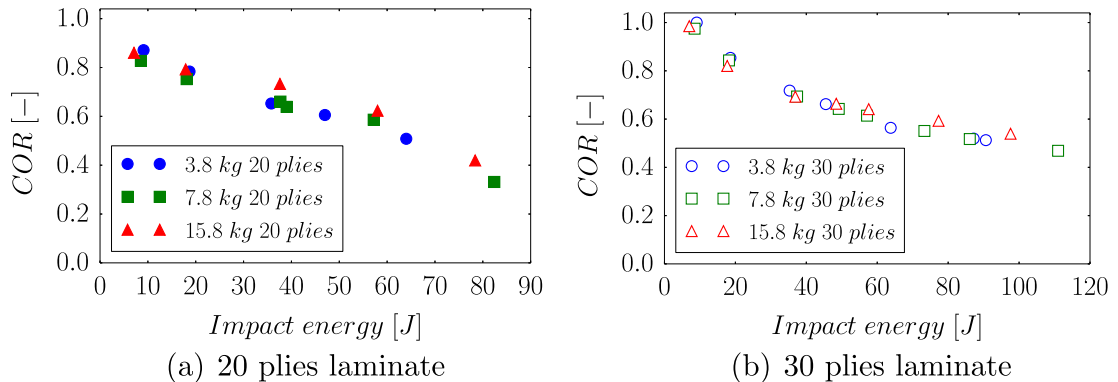 COR [−]
1.0
0.8
0.6
0.4
0.2
0.0
3.8 kg 20 plies
7.8 kg 20 plies
15.8 kg 20 plies
0 10 20 30 40 50 60 70 80 90
Impact energy [J]
(a) 20 plies laminate
COR [−]
1.0
0.8
0.6
0.4
0.2
0.0
3.8 kg 30 plies
7.8 kg 30 plies
15.8 kg 30 plies
0 20 40 60 80 100 120
Impact energy [J]
(b) 30 plies laminate